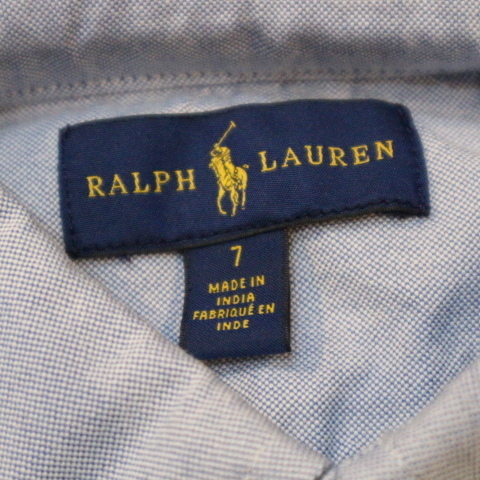 RALPH LAUREN
7
MADE IN
INDIA
FABRIQUÉ EN
INDE